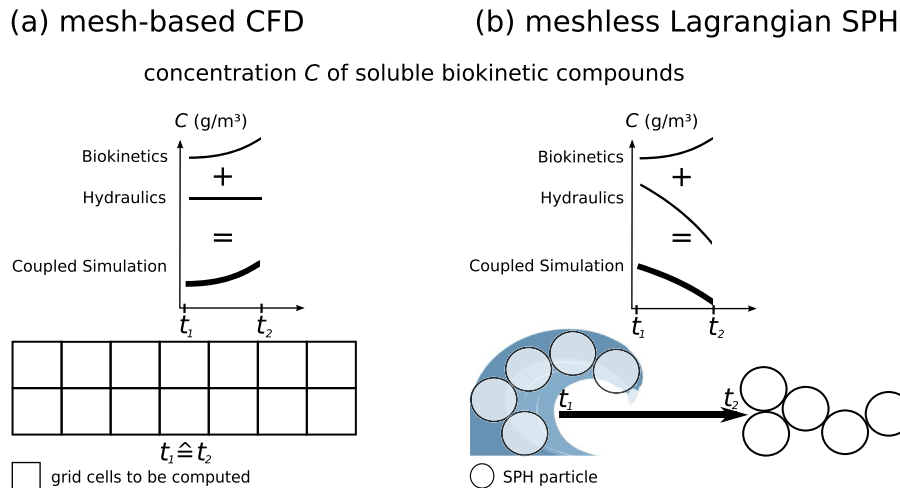 (a) mesh-based CFD
(b) meshless Lagrangian SPH
concentration C of soluble biokinetic compounds
C (g/m³)
Biokinetics
+
Hydraulics
=
Coupled Simulation
t₁
t₂
t₁≙t₂
grid cells to be computed
C (g/m³)
Biokinetics
+
Hydraulics
=
Coupled Simulation
t₁
t₂
t₁
t₂
SPH particle